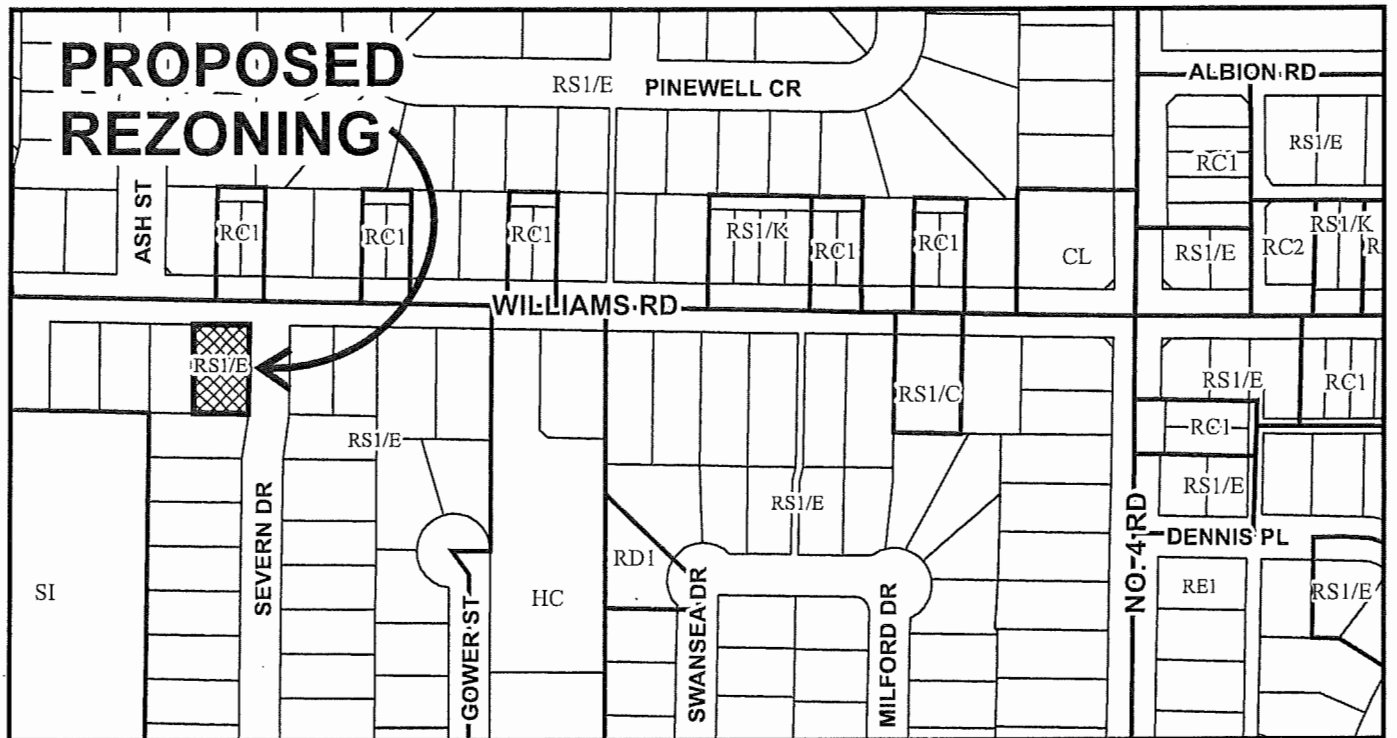 PROPOSED
REZONING
RS1/E
PINEWELL CR
ALBION RD
RC1
RS1/E
ASH ST
RC1
RC1
RC1
RS1/K
RC1
RC1
CL
RS1/E
RC2
RS1/K
WILLIAMS RD
RS1/E
RS1/E
RS1/C
RS1/E
RC1
RC1
RS1/E
RS1/E
SEVERN DR
SI
GOWER ST
HC
RD1
SWANSEA DR
MILFORD DR
NO. 4 RD
DENNIS PL
RE1
RS1/E